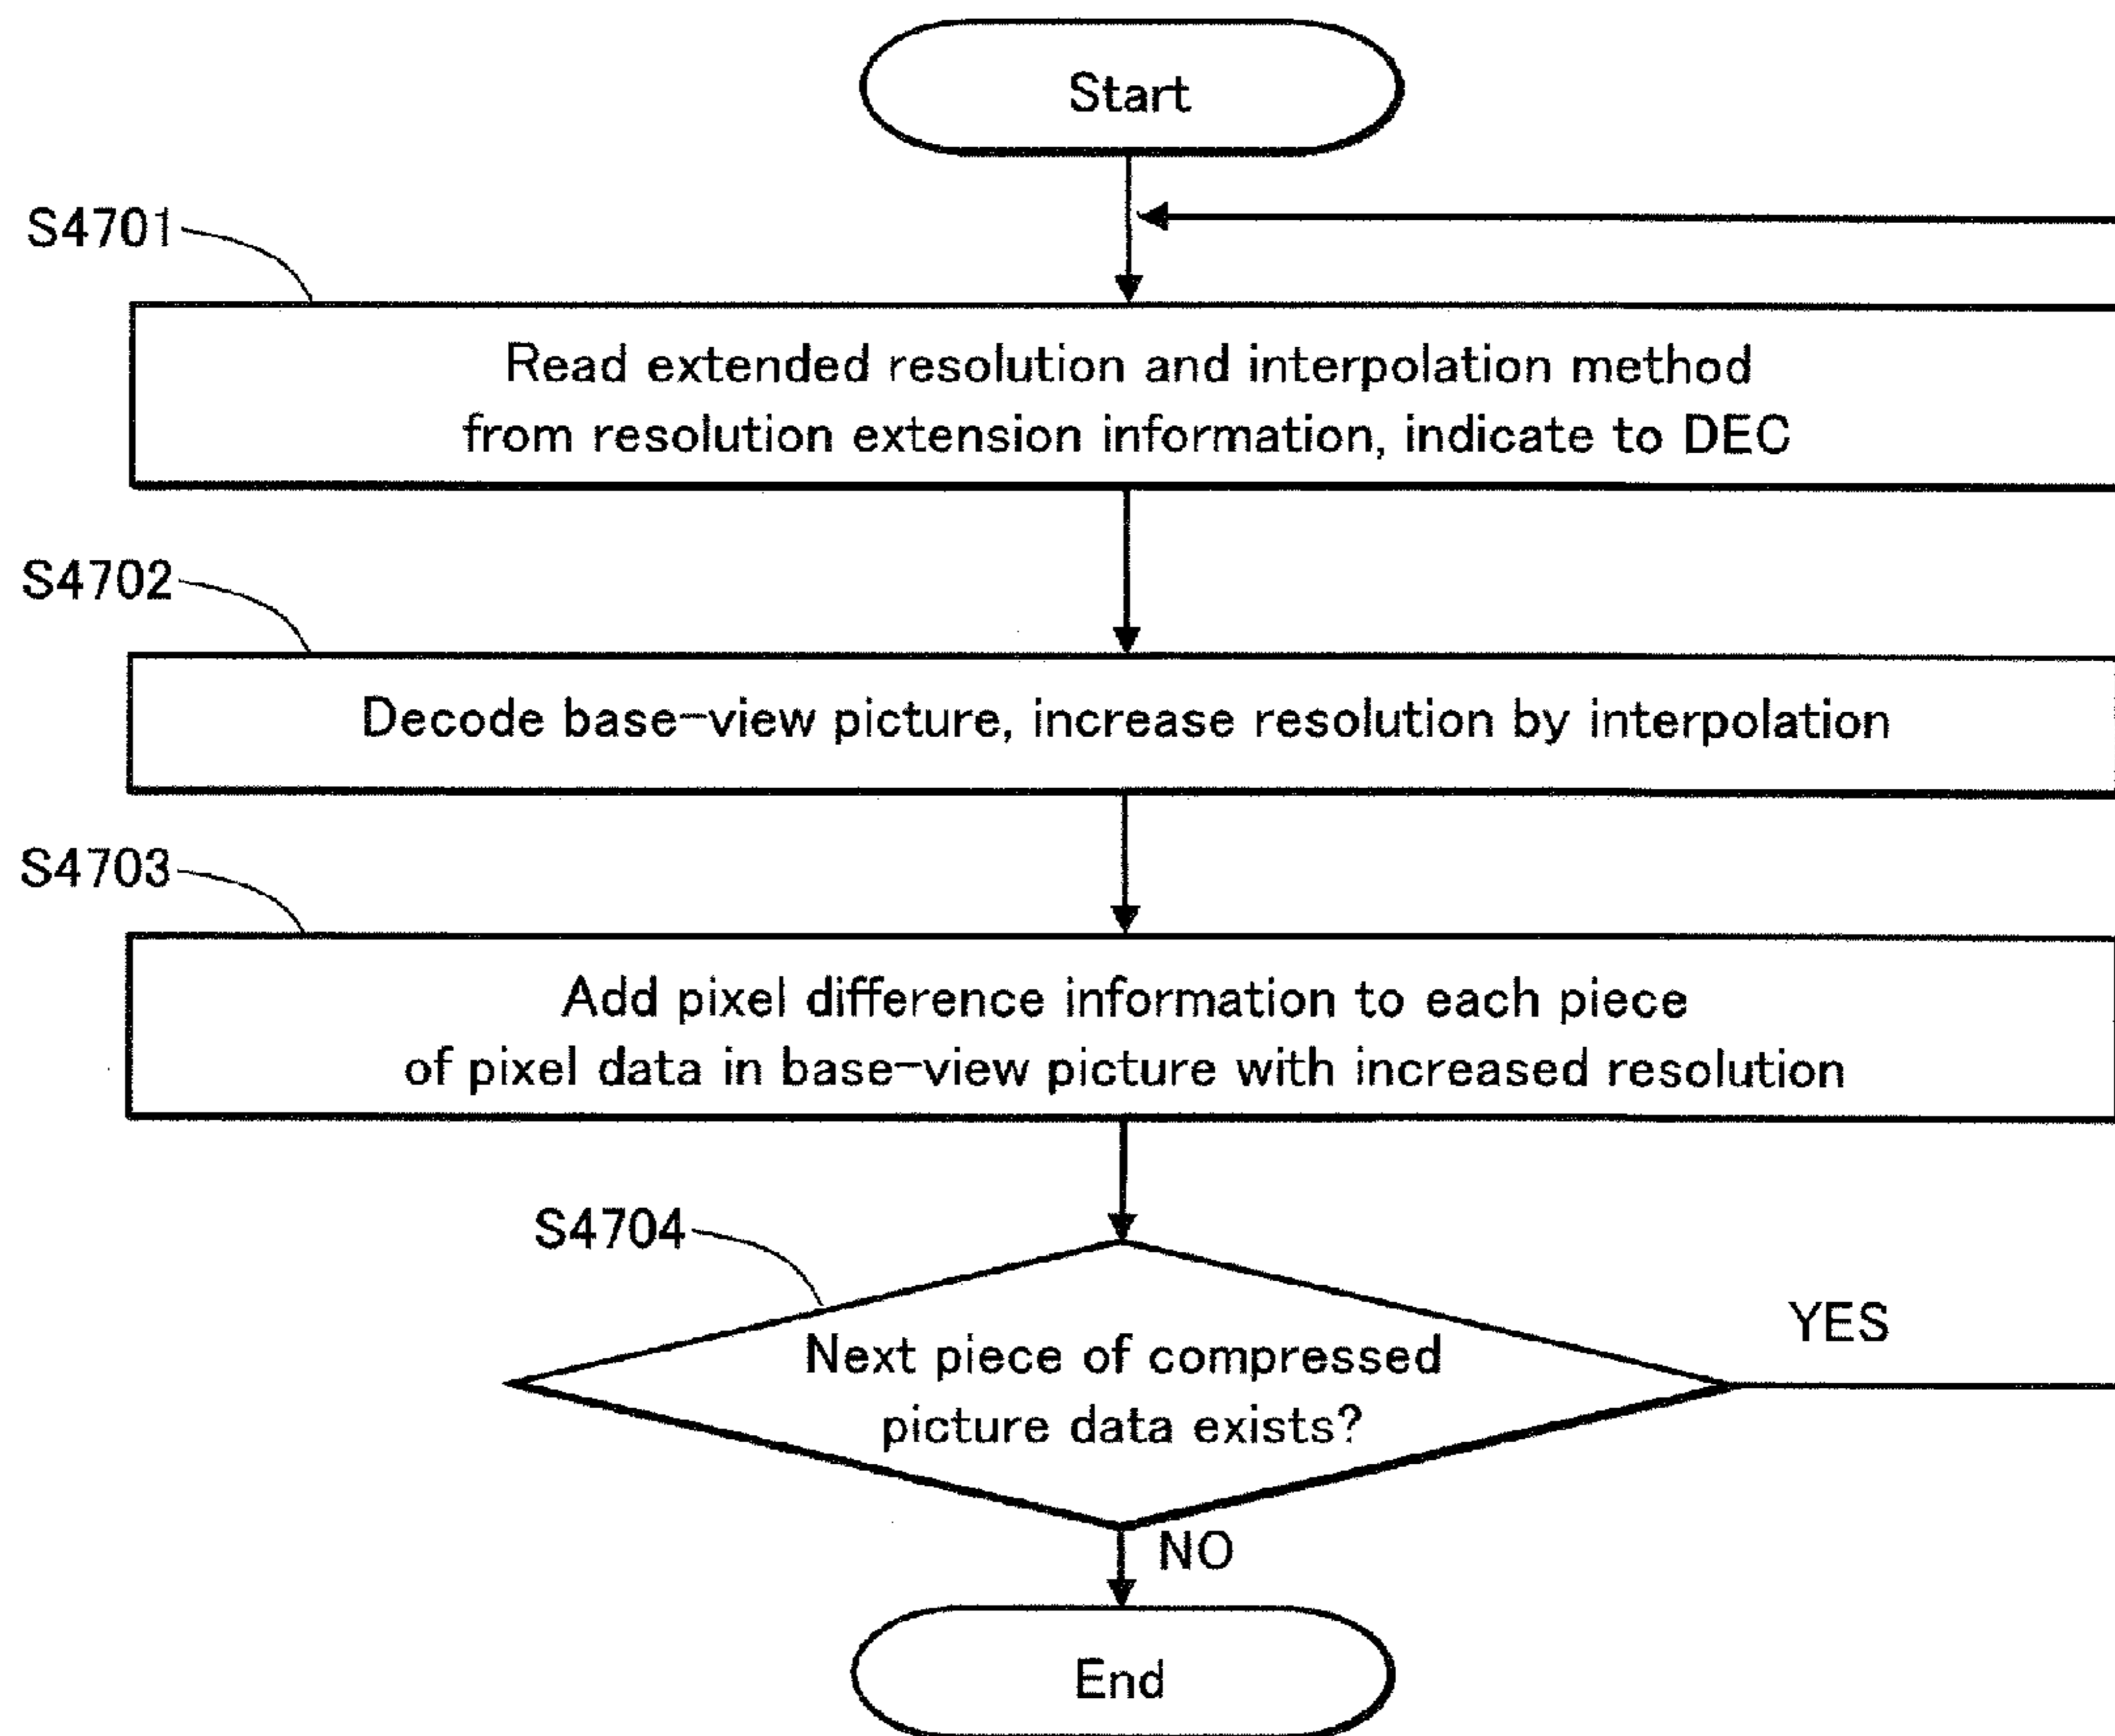 Start
S4701
Read extended resolution and interpolation method
from resolution extension information, indicate to DEC
S4702
Decode base-view picture, increase resolution by interpolation
S4703
Add pixel difference information to each piece
of pixel data in base-view picture with increased resolution
S4704
Next piece of compressed
picture data exists?
YES
NO
End